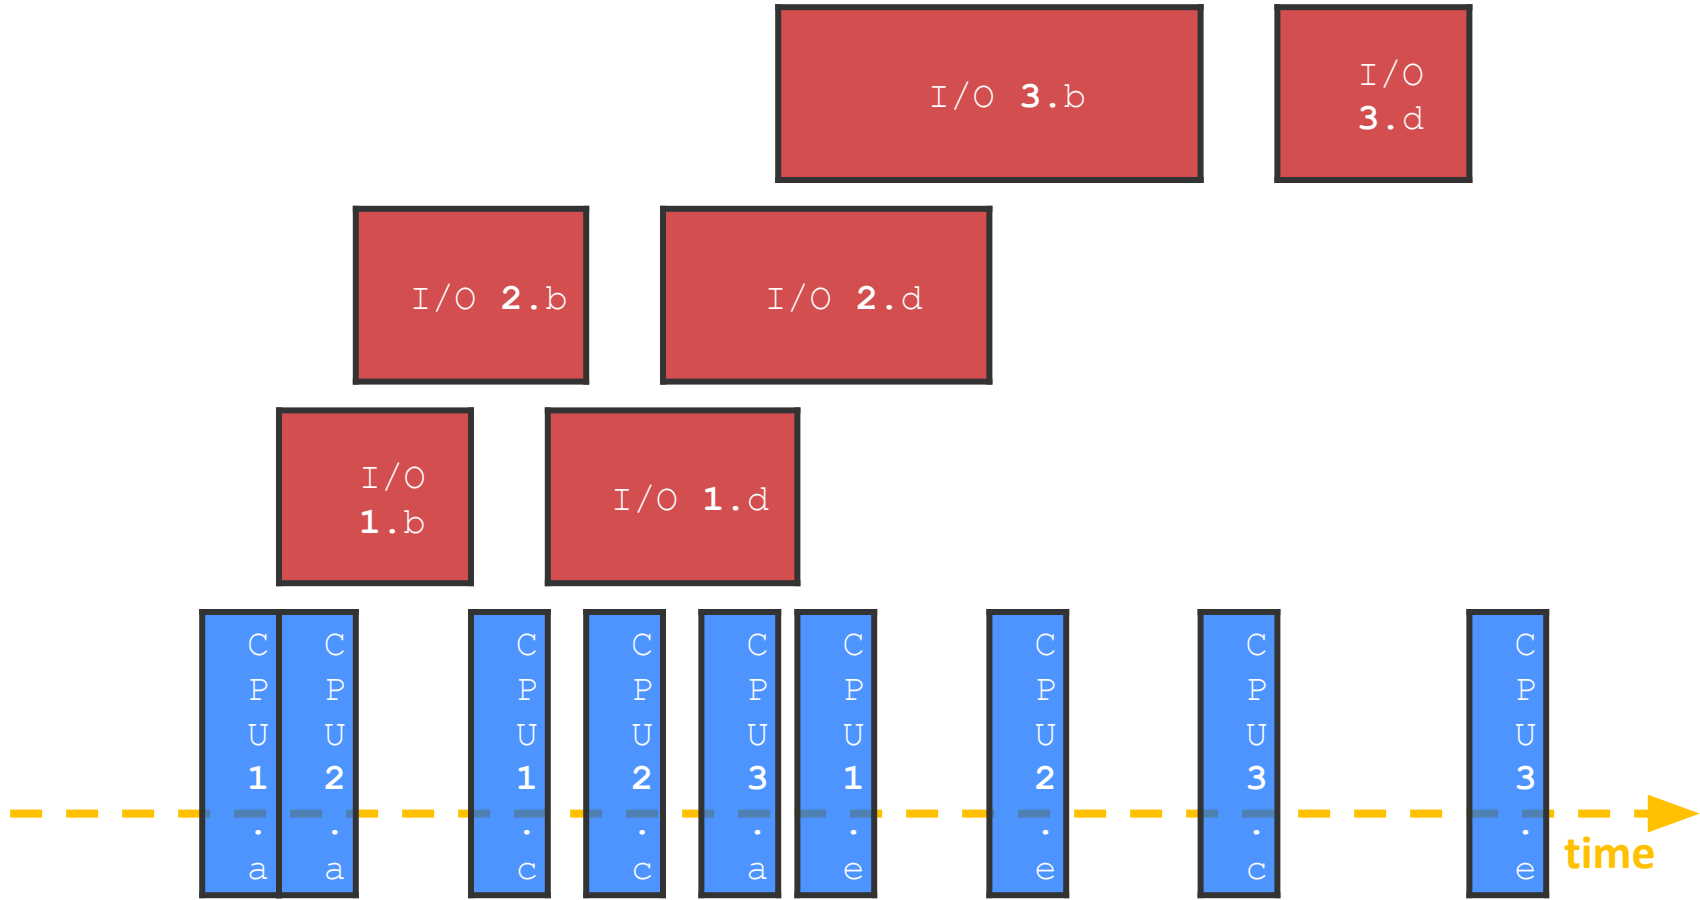 I/O 3.b
I/O
3.d
I/O 2.b
I/O 2.d
I/O
1.b
I/O 1.d
C
P
U
1
.
a
C
P
U
2
.
a
C
P
U
1
.
c
C
P
U
2
.
c
C
P
U
3
.
a
C
P
U
1
.
e
C
P
U
2
.
e
C
P
U
3
.
c
C
P
U
3
.
e
time